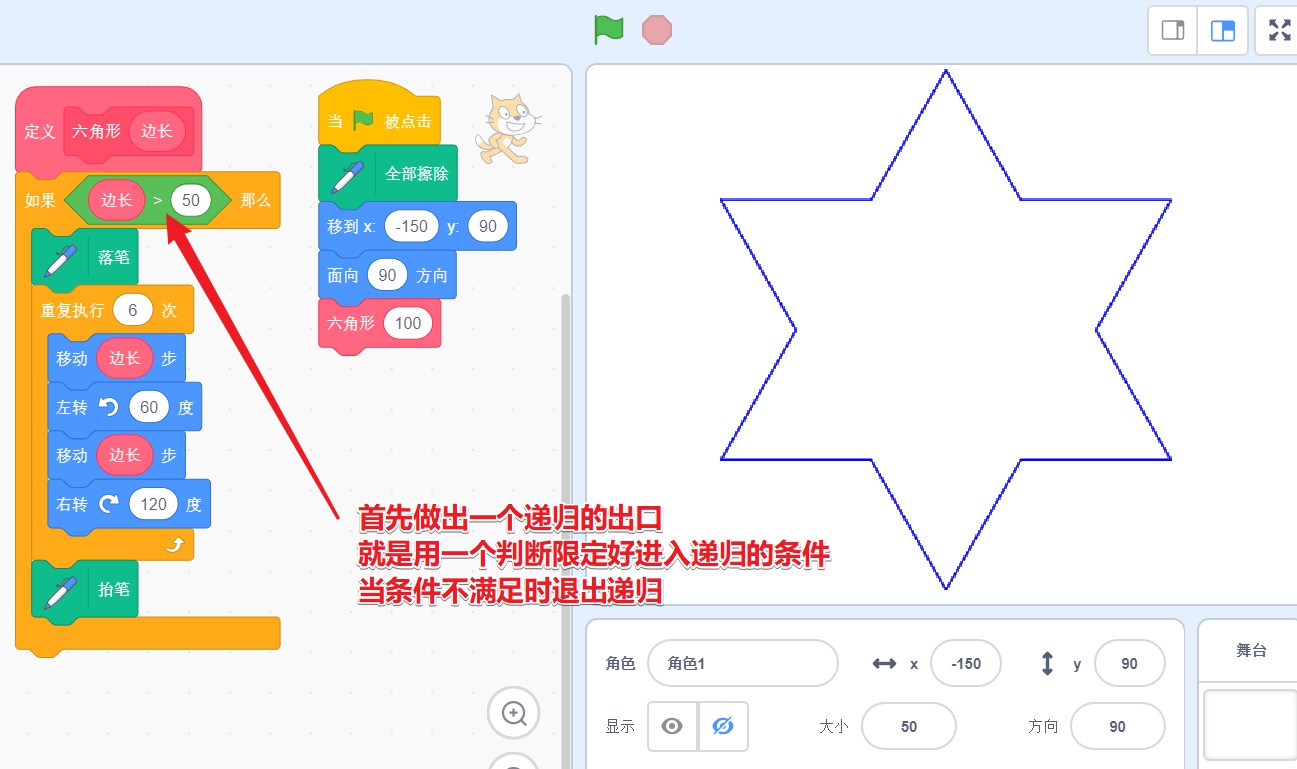 定义 六角形 边长
如果 边长 > 50 那么
落笔
重复执行 6 次
移动 边长 步
左转 60 度
移动 边长 步
右转 120 度
抬笔
当 被点击
全部擦除
移到 x: -150 y: 90
面向 90 方向
六角形 100
首先做出一个递归的出口
就是用一个判断限定好进入递归的条件
当条件不满足时退出递归
角色 角色1 x -150 y 90
显示 大小 50 方向 90
舞台